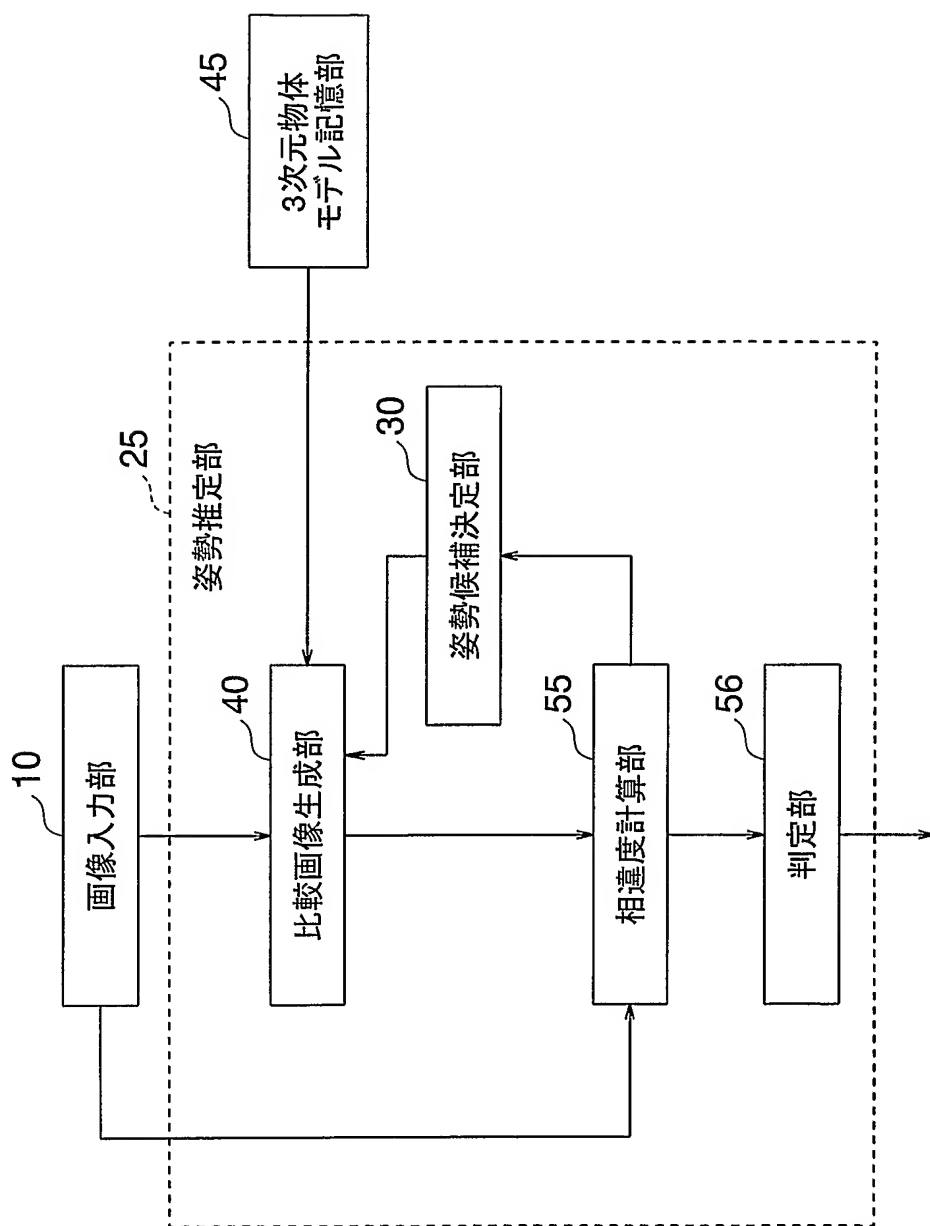 10
画像入力部
25
姿勢推定部
45
3次元物体
モデル記憶部
40
比較画像生成部
30
姿勢候補決定部
55
相違度計算部
56
判定部